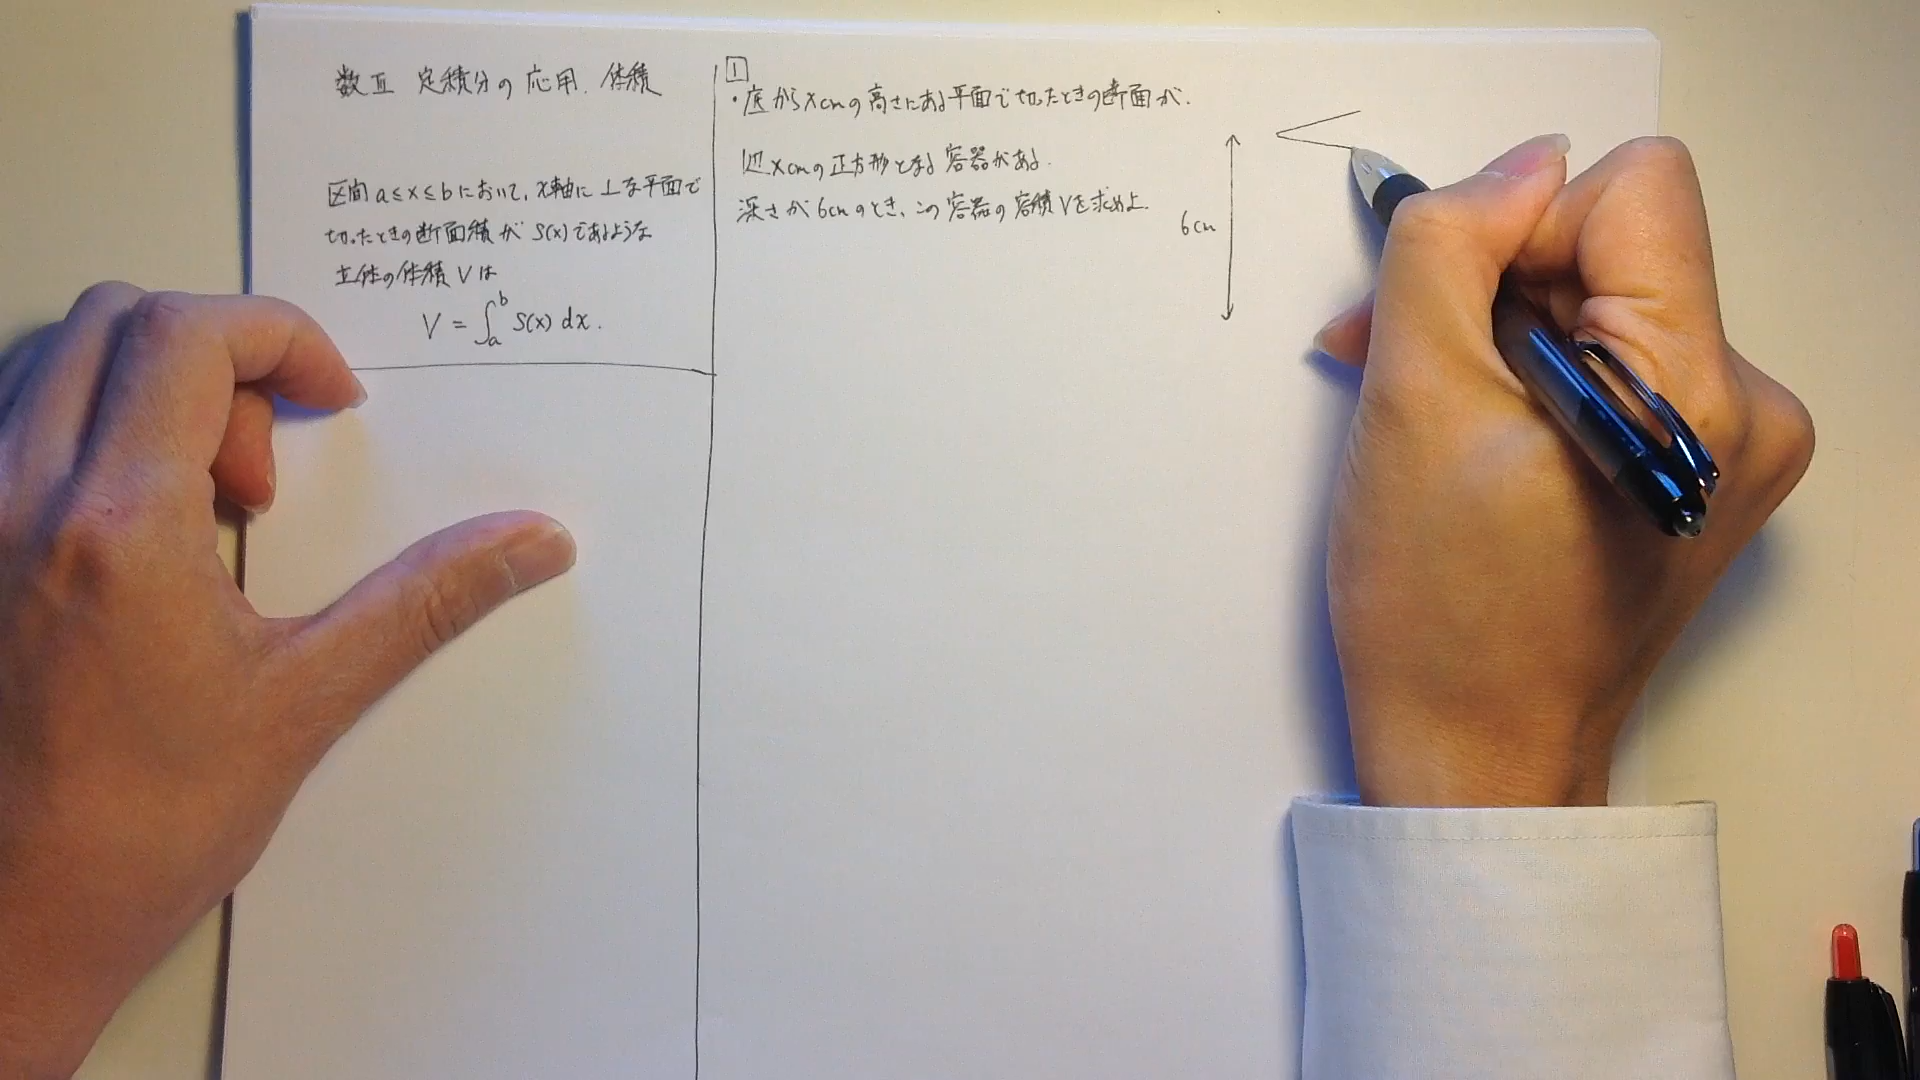 数Ⅲ 定積分の応用. 体積
区間 a≤x≤b において, x軸に⊥な平面で
切ったときの断面積が S(x) であるような
立体の体積 V は
V = ∫_a^b S(x) dx.
1
・底から x cm の高さにある平面で切ったときの断面が.
1辺 x cm の正方形となる容器がある.
深さが 6cm のとき, この容器の容積 V を求めよ.
6cm